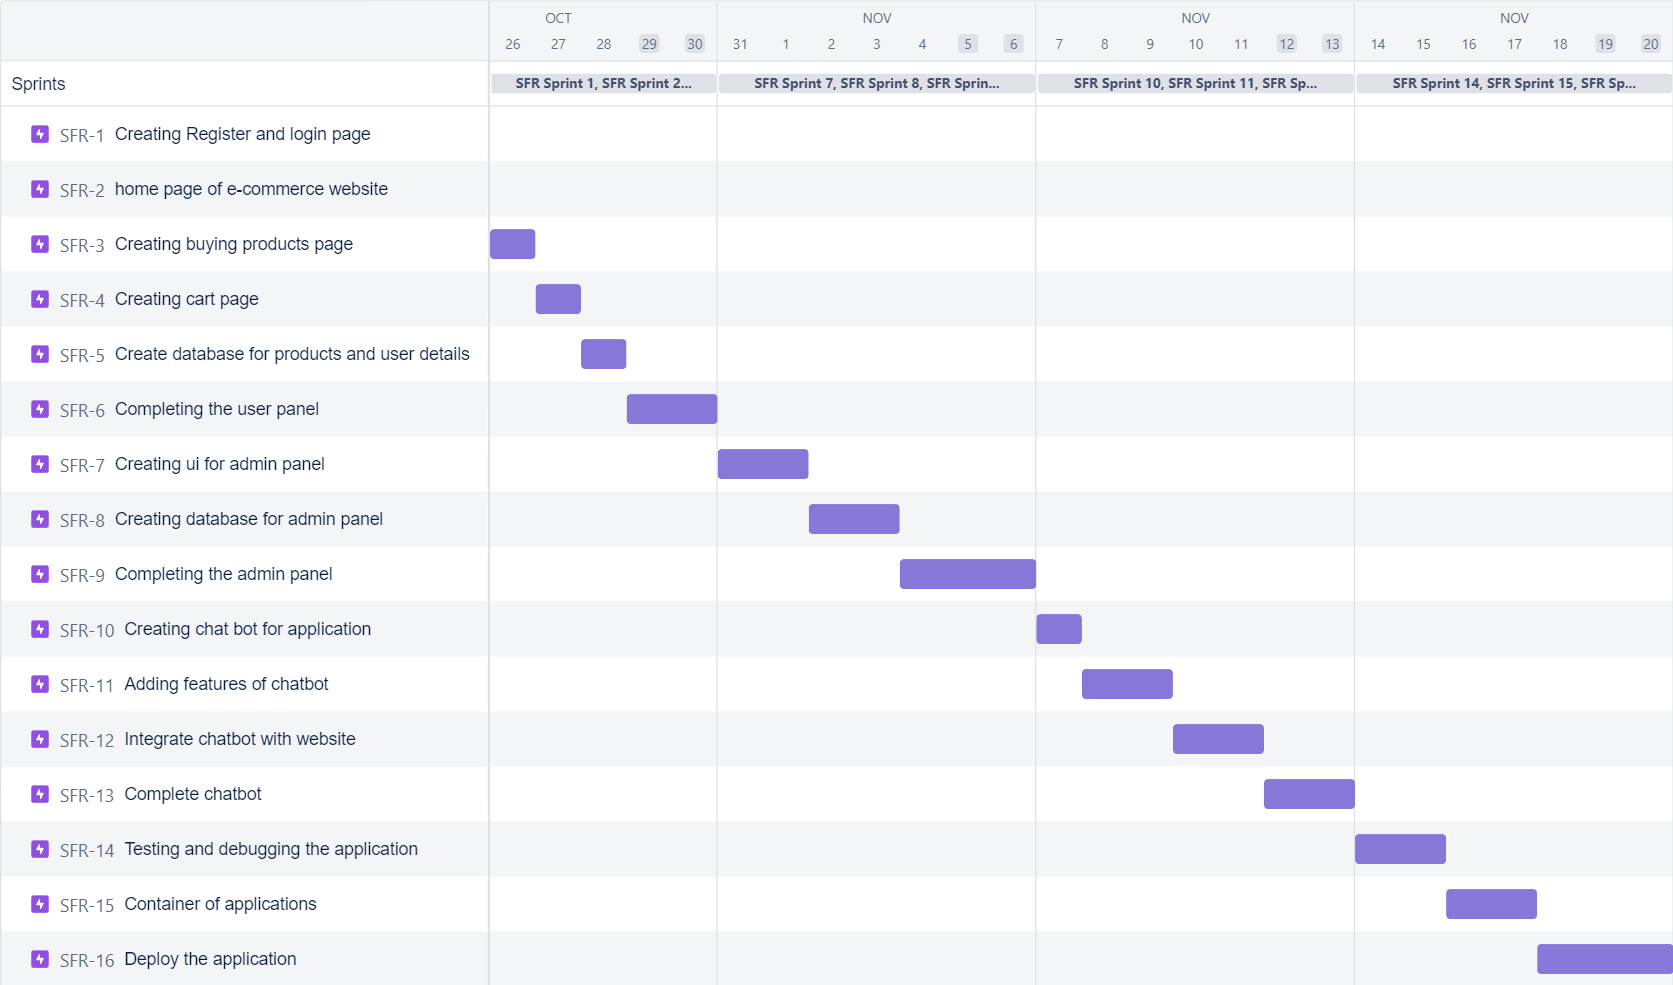 OCT NOV NOV NOV
26 27 28 29 30 31 1 2 3 4 5 6 7 8 9 10 11 12 13 14 15 16 17 18 19 20
Sprints SFR Sprint 1, SFR Sprint 2... SFR Sprint 7, SFR Sprint 8, SFR Sprin... SFR Sprint 10, SFR Sprint 11, SFR Sp... SFR Sprint 14, SFR Sprint 15, SFR Sp...
SFR-1 Creating Register and login page
SFR-2 home page of e-commerce website
SFR-3 Creating buying products page
SFR-4 Creating cart page
SFR-5 Create database for products and user details
SFR-6 Completing the user panel
SFR-7 Creating ui for admin panel
SFR-8 Creating database for admin panel
SFR-9 Completing the admin panel
SFR-10 Creating chat bot for application
SFR-11 Adding features of chatbot
SFR-12 Integrate chatbot with website
SFR-13 Complete chatbot
SFR-14 Testing and debugging the application
SFR-15 Container of applications
SFR-16 Deploy the application